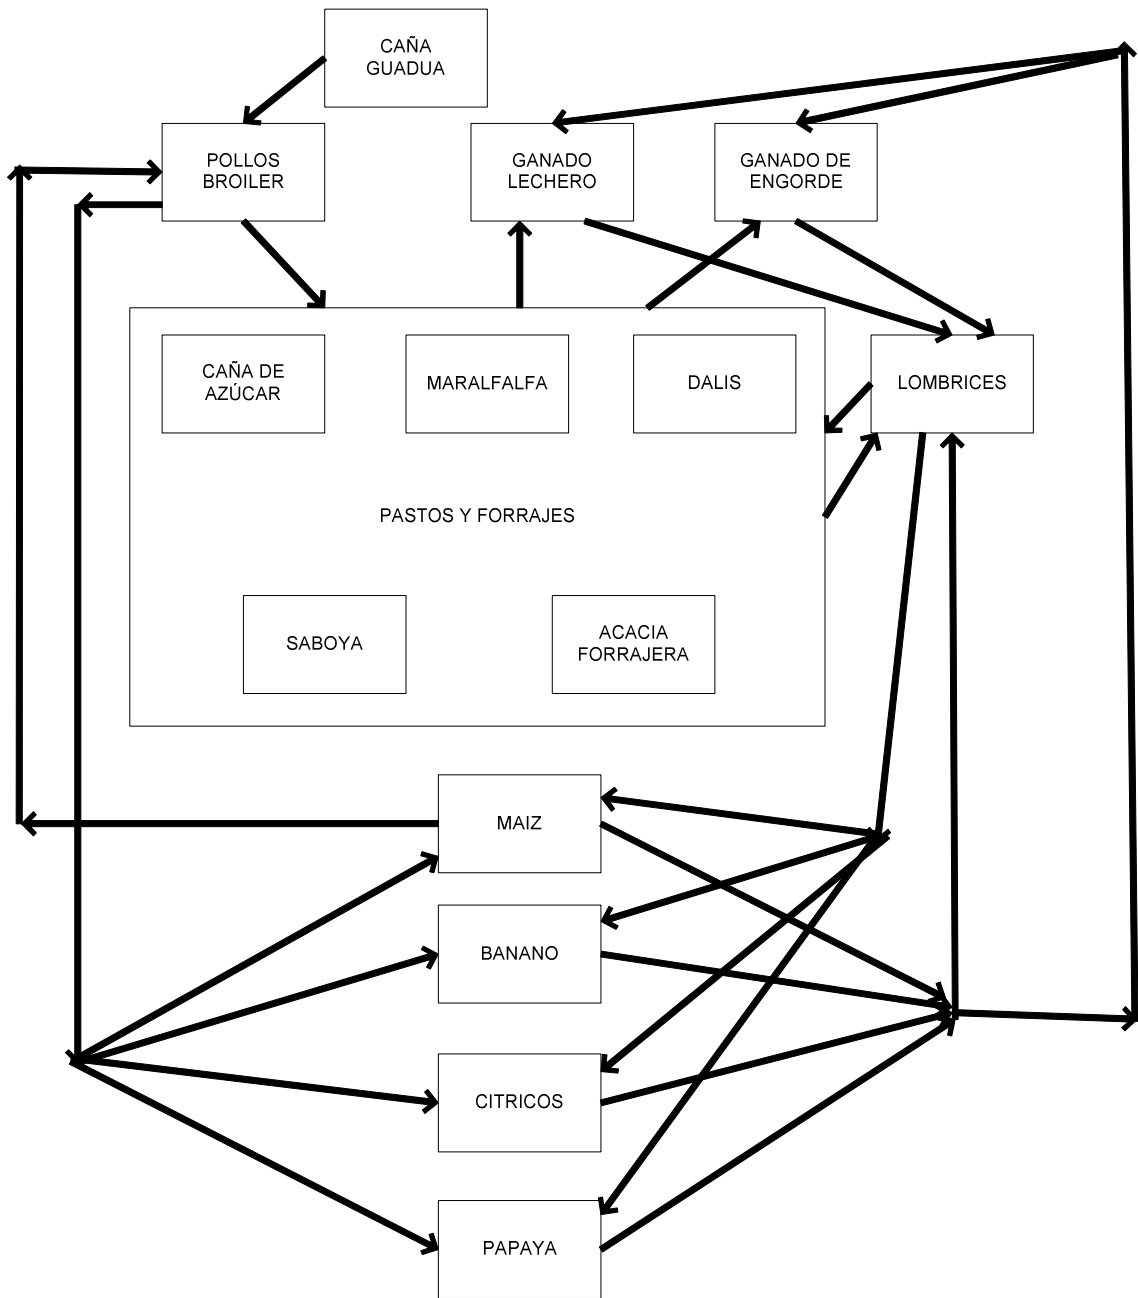 CAÑA
GUADUA
POLLOS
BROILER
GANADO
LECHERO
GANADO DE
ENGORDE
CAÑA DE
AZÚCAR
MARALFALFA
DALIS
LOMBRICES
PASTOS Y FORRAJES
SABOYA
ACACIA
FORRAJERA
MAIZ
BANANO
CITRICOS
PAPAYA